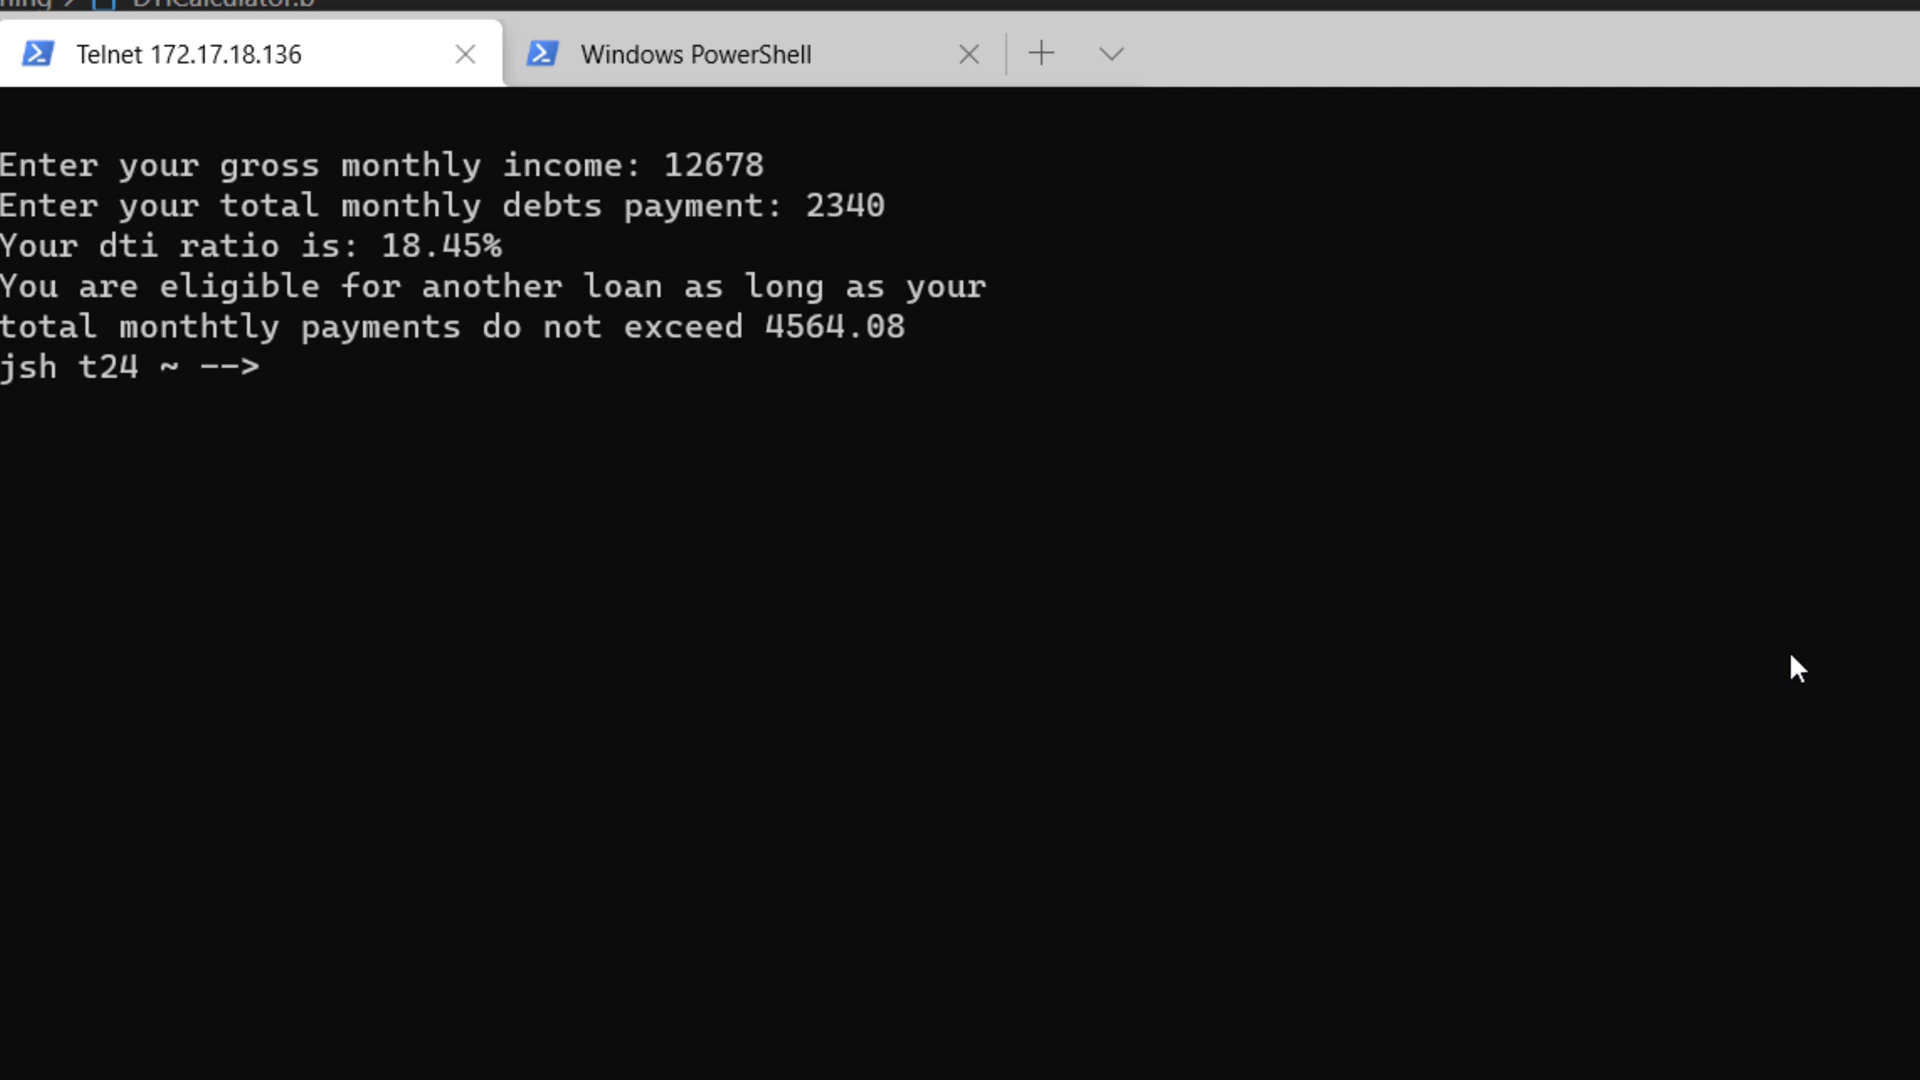 DTICalculator.b
Telnet 172.17.18.136
Windows PowerShell
Enter your gross monthly income: 12678
Enter your total monthly debts payment: 2340
Your dti ratio is: 18.45%
You are eligible for another loan as long as your
total monthtly payments do not exceed 4564.08
jsh t24 ~ -->